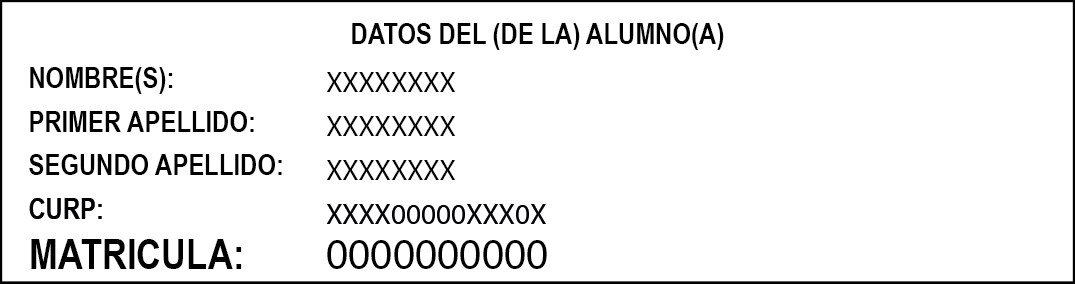 DATOS DEL (DE LA) ALUMNO(A)
NOMBRE(S): XXXXXXXX
PRIMER APELLIDO: XXXXXXXX
SEGUNDO APELLIDO: XXXXXXXX
CURP: XXXX00000XXX0X
MATRICULA: 0000000000